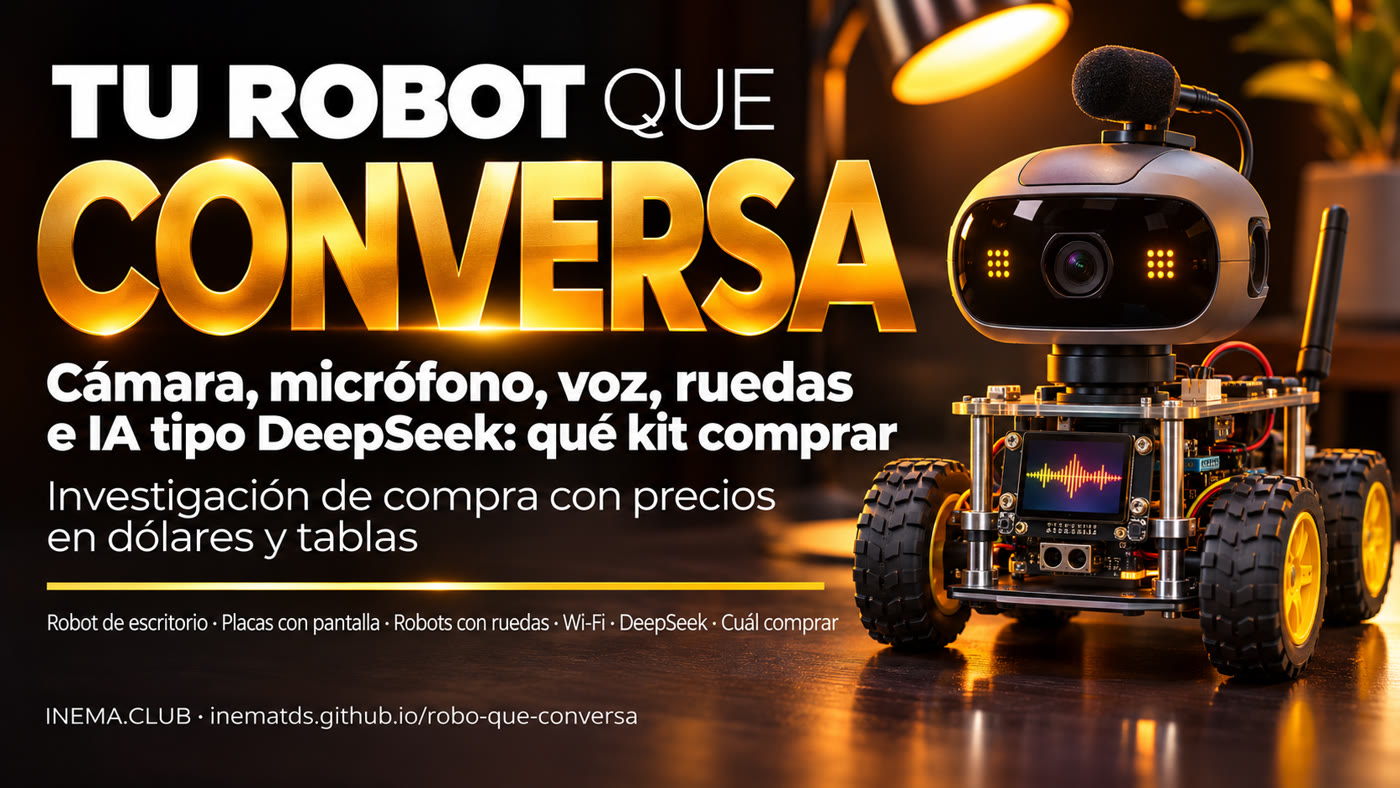 TU ROBOT QUE
CONVERSA
Cámara, micrófono, voz, ruedas
e IA tipo DeepSeek: qué kit comprar
Investigación de compra con precios
en dólares y tablas
Robot de escritorio · Placas con pantalla · Robots con ruedas · Wi-Fi · DeepSeek · Cuál comprar
INEMA.CLUB · inematds.github.io/robo-que-conversa